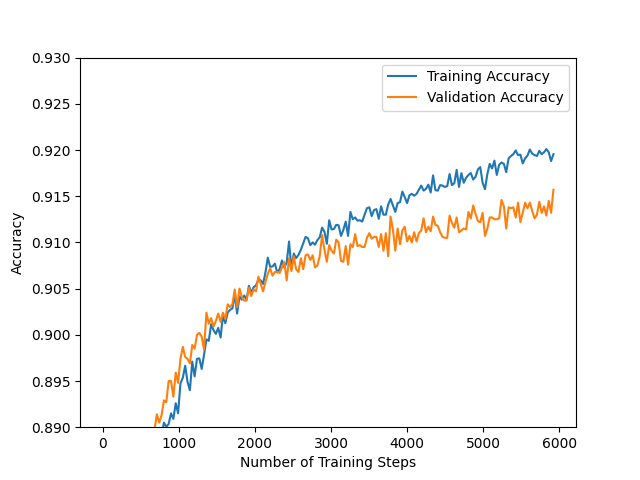 0.930
0.925
0.920
0.915
0.910
0.905
0.900
0.895
0.890
Accuracy
Training Accuracy
Validation Accuracy
0 1000 2000 3000 4000 5000 6000
Number of Training Steps